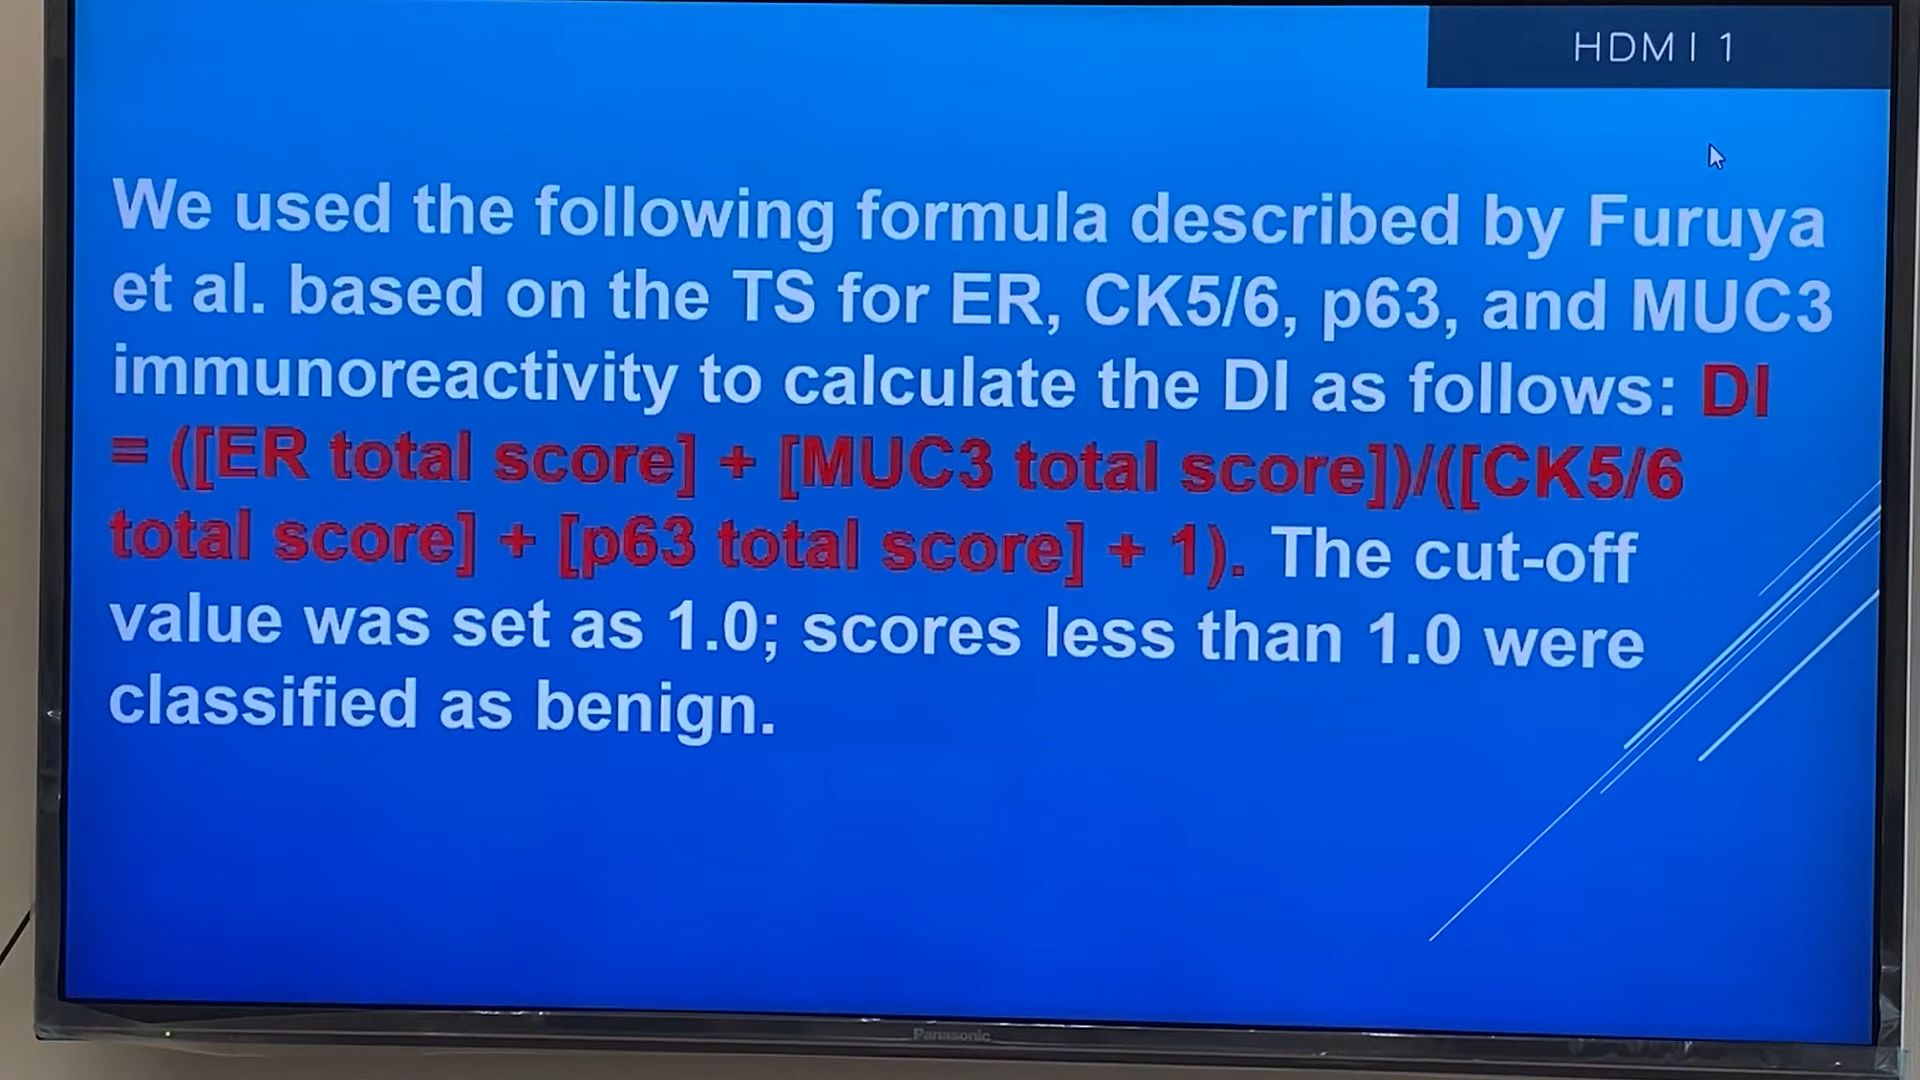 HDMI 1
We used the following formula described by Furuya
et al. based on the TS for ER, CK5/6, p63, and MUC3
immunoreactivity to calculate the DI as follows: DI
= ([ER total score] + [MUC3 total score])/([CK5/6
total score] + [p63 total score] + 1). The cut-off
value was set as 1.0; scores less than 1.0 were
classified as benign.
Panasonic